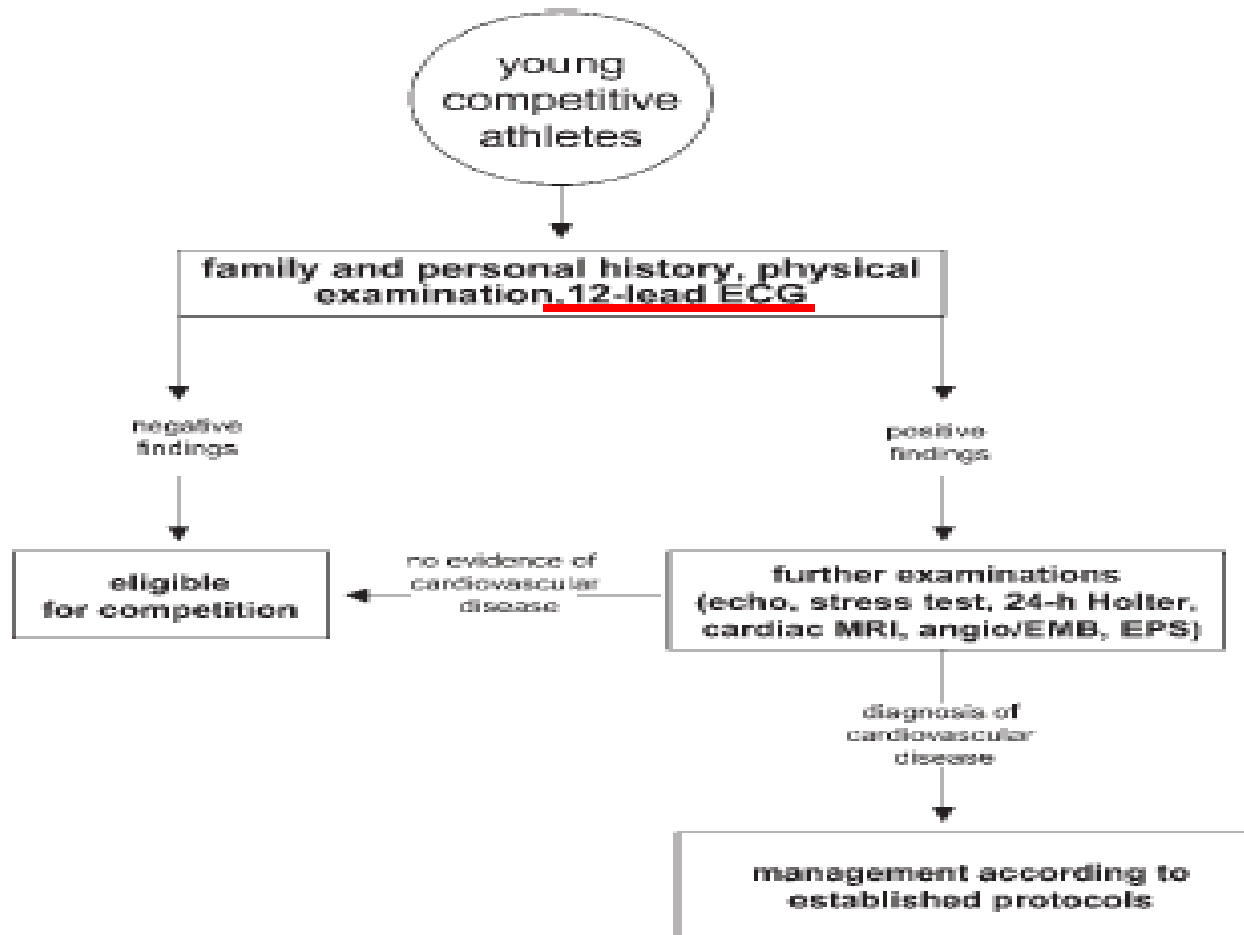 young
competitive
athletes
family and personal history, physical
examination,12-lead ECG
negative
findings
positive
findings
eligible
for competition
no evidence of
cardiovascular
disease
further examinations
(echo, stress test, 24-h Holter,
cardiac MRI, angio/EMB, EPS)
diagnosis of
cardiovascular
disease
management according to
established protocols